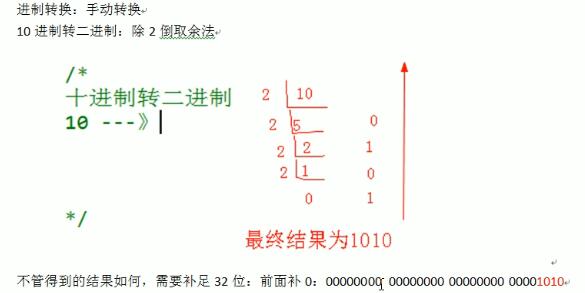 进制转换：手动转换
10 进制转二进制：除 2 倒取余法
/*
十进制转二进制
10 ---》
*/
2 10
2 5 0
2 2 1
2 1 0
0 1
最终结果为1010
不管得到的结果如何，需要补足 32 位：前面补 0：00000000 00000000 00000000 00001010